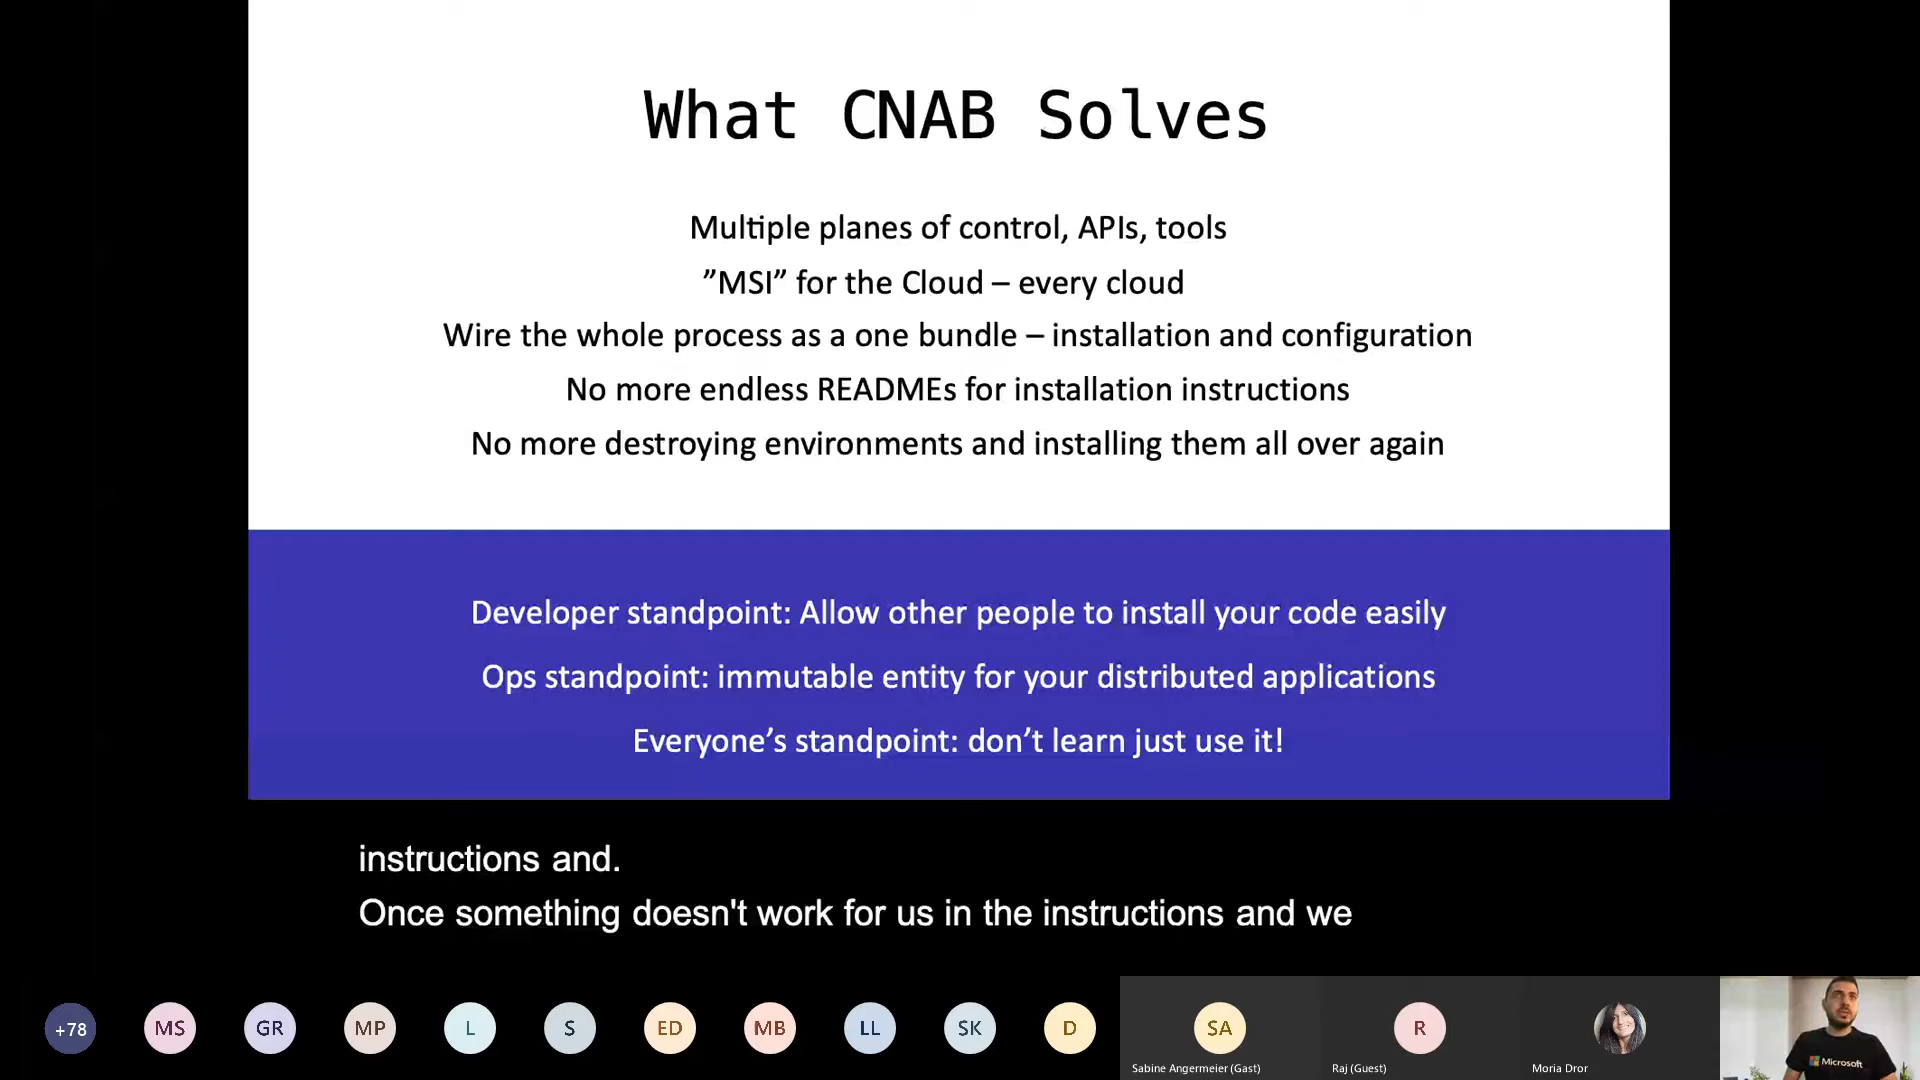 What CNAB Solves
Multiple planes of control, APIs, tools
”MSI” for the Cloud – every cloud
Wire the whole process as a one bundle – installation and configuration
No more endless READMEs for installation instructions
No more destroying environments and installing them all over again
Developer standpoint: Allow other people to install your code easily
Ops standpoint: immutable entity for your distributed applications
Everyone’s standpoint: don’t learn just use it!
instructions and.
Once something doesn't work for us in the instructions and we
+78
MS
GR
MP
L
S
ED
MB
LL
SK
D
SA
R
Sabine Angermeier (Gast)
Raj (Guest)
Moria Dror
Microsoft